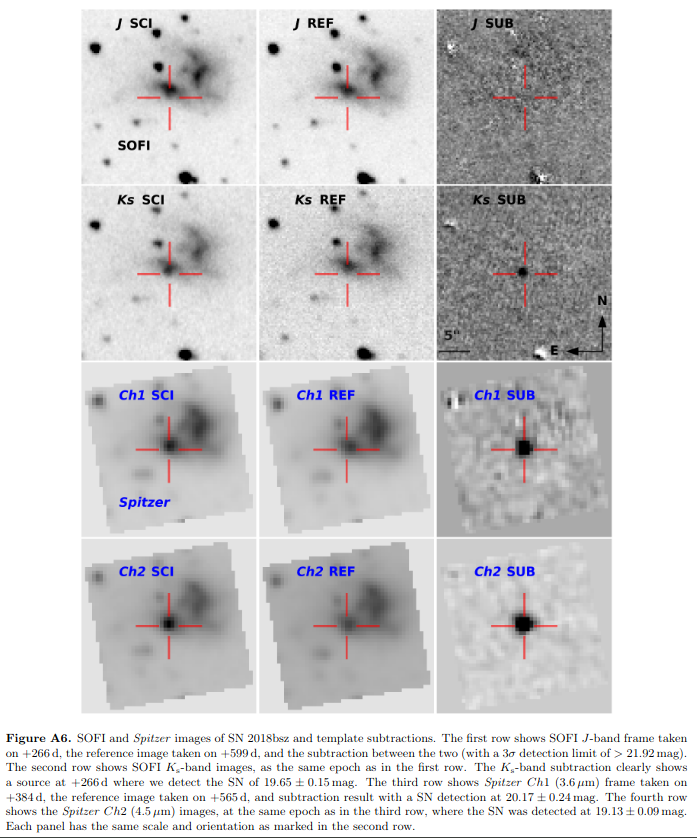 J SCI
J REF
J SUB
SOFI
Ks SCI
Ks REF
Ks SUB
N
5"
E
Ch1 SCI
Ch1 REF
Ch1 SUB
Spitzer
Ch2 SCI
Ch2 REF
Ch2 SUB
Figure A6. SOFI and Spitzer images of SN 2018bsz and template subtractions. The first row shows SOFI J-band frame taken
on +266 d, the reference image taken on +599 d, and the subtraction between the two (with a 3σ detection limit of > 21.92 mag).
The second row shows SOFI Ks-band images, as the same epoch as in the first row. The Ks-band subtraction clearly shows
a source at +266 d where we detect the SN of 19.65 ± 0.15 mag. The third row shows Spitzer Ch1 (3.6 μm) frame taken on
+384 d, the reference image taken on +565 d, and subtraction result with a SN detection at 20.17 ± 0.24 mag. The fourth row
shows the Spitzer Ch2 (4.5 μm) images, at the same epoch as in the third row, where the SN was detected at 19.13 ± 0.09 mag.
Each panel has the same scale and orientation as marked in the second row.